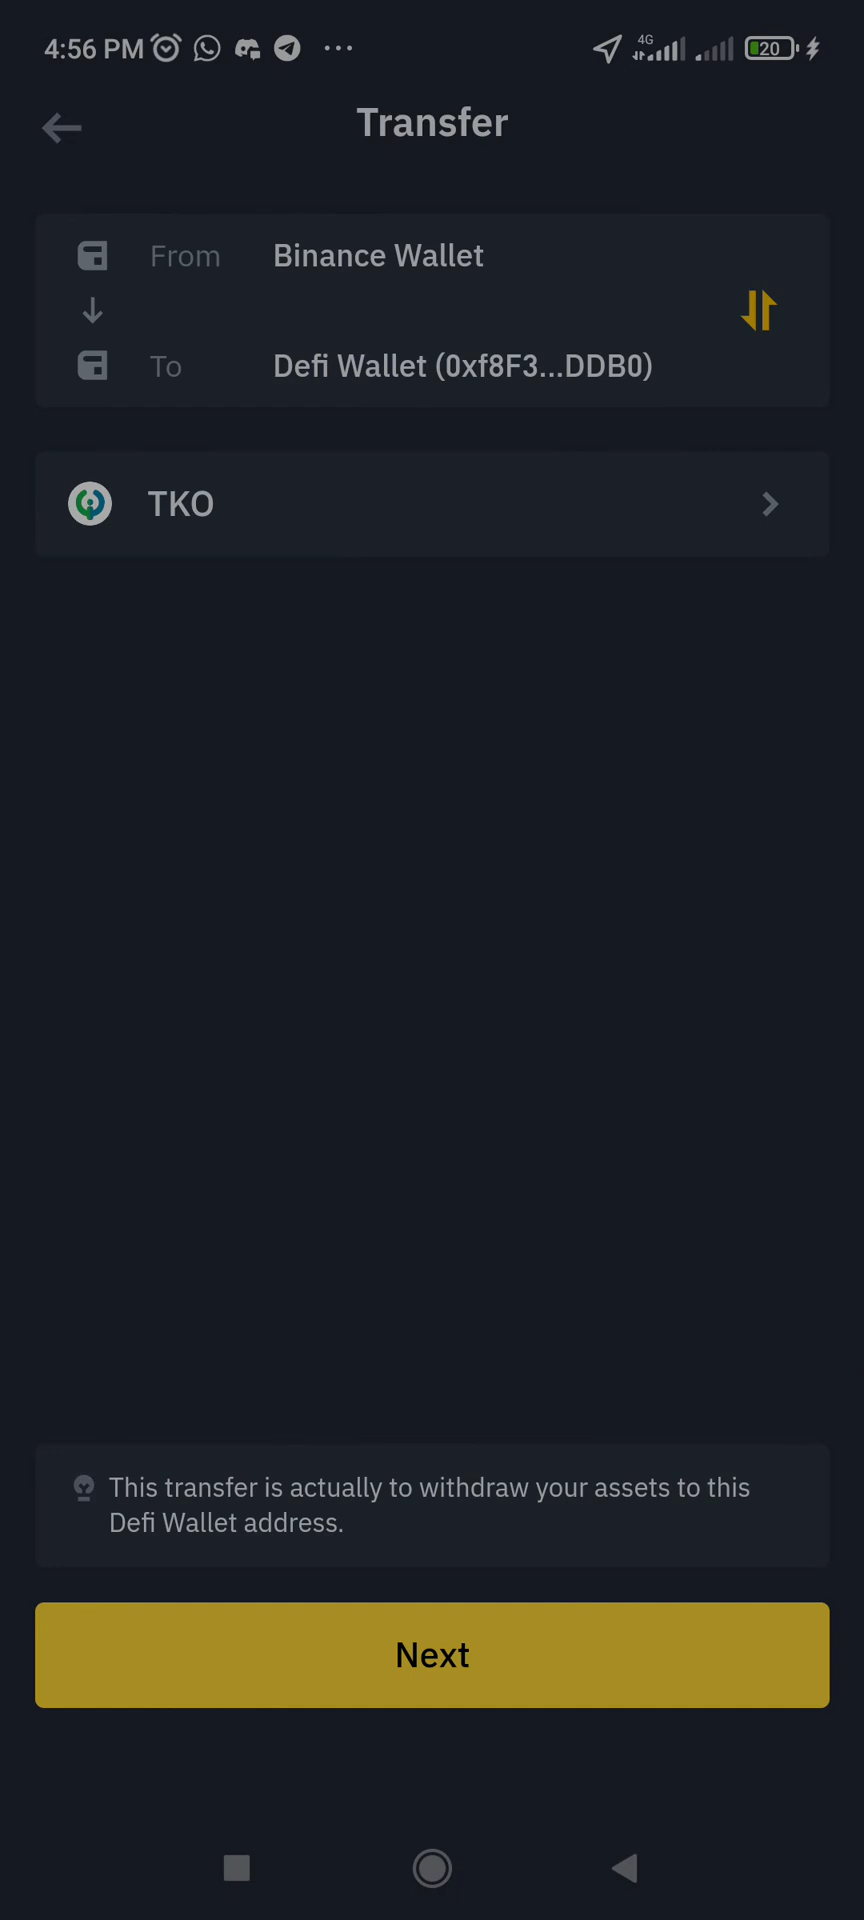 4:56 PM
4G
20
Transfer
From Binance Wallet
To Defi Wallet (0xf8F3...DDB0)
TKO
This transfer is actually to withdraw your assets to this
Defi Wallet address.
Next